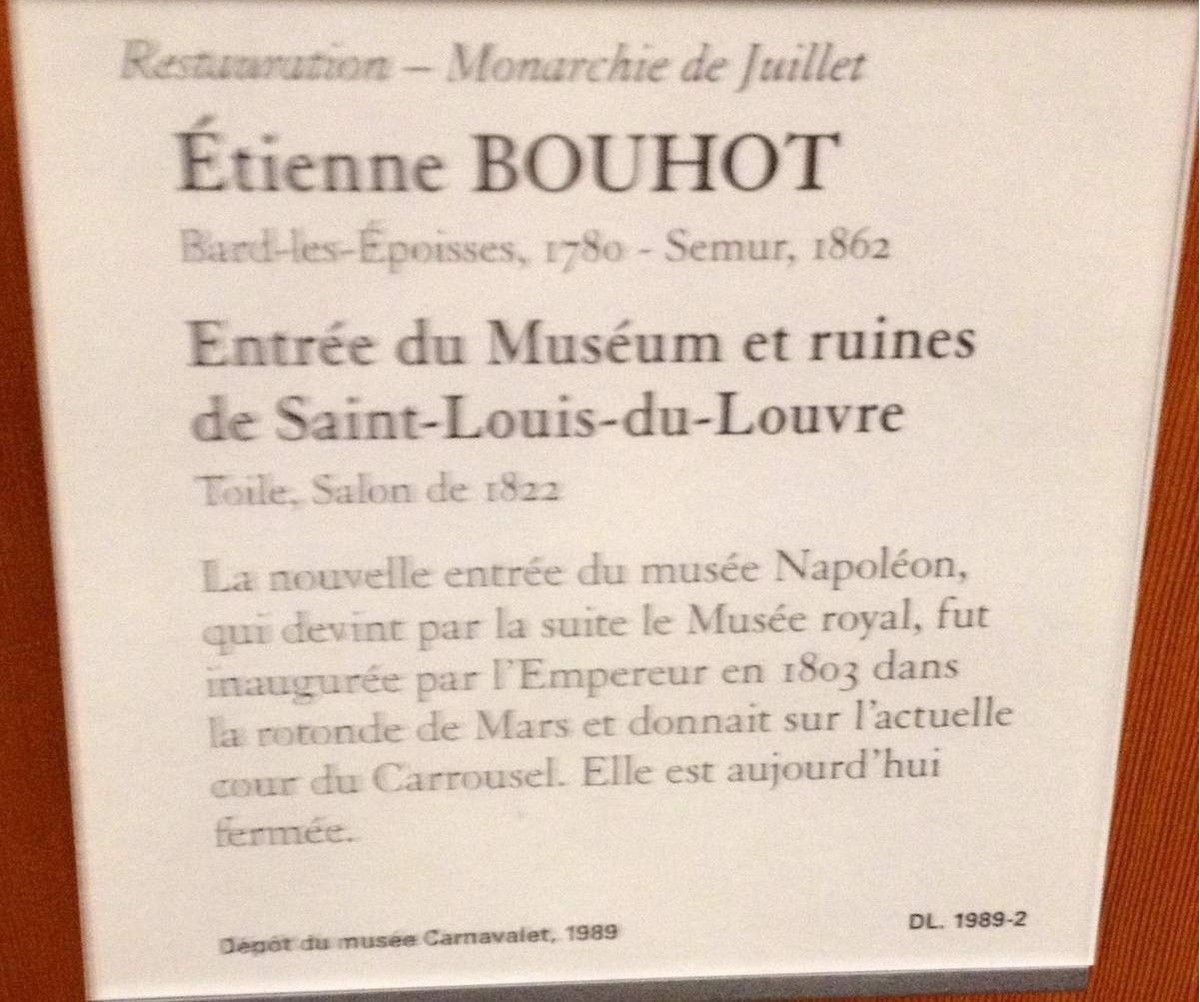 Restauration – Monarchie de Juillet
Étienne BOUHOT
Bard-les-Époisses, 1780 - Semur, 1862
Entrée du Muséum et ruines
de Saint-Louis-du-Louvre
Toile, Salon de 1822
La nouvelle entrée du musée Napoléon,
qui devint par la suite le Musée royal, fut
inaugurée par l'Empereur en 1803 dans
la rotonde de Mars et donnait sur l'actuelle
cour du Carrousel. Elle est aujourd'hui
fermée.
Dépôt du musée Carnavalet, 1989
DL. 1989-2